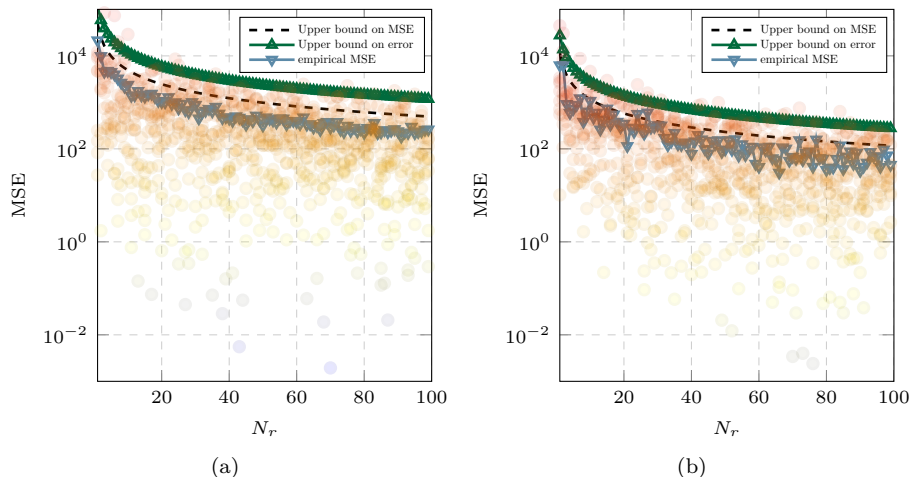 Upper bound on MSE
Upper bound on error
empirical MSE
10^4
10^2
10^0
10^−2
MSE
20 40 60 80 100
N_r
(a)
Upper bound on MSE
Upper bound on error
empirical MSE
10^4
10^2
10^0
10^−2
MSE
20 40 60 80 100
N_r
(b)